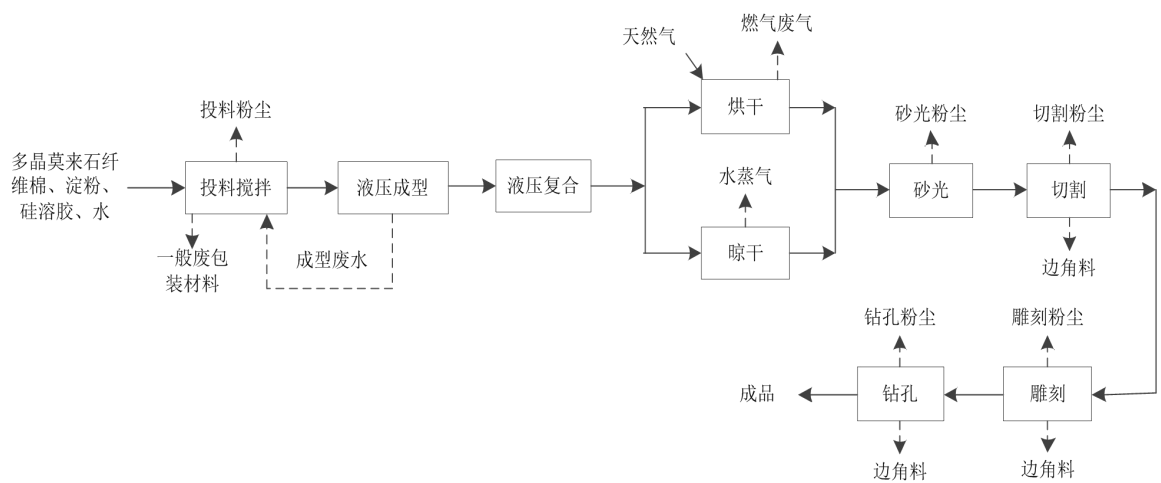 天然气
燃气废气
烘干
投料粉尘
砂光粉尘
切割粉尘
多晶莫来石纤
维棉、淀粉、
硅溶胶、水
投料搅拌
液压成型
液压复合
水蒸气
砂光
切割
一般废包
装材料
成型废水
晾干
边角料
钻孔粉尘
雕刻粉尘
成品
钻孔
雕刻
边角料
边角料